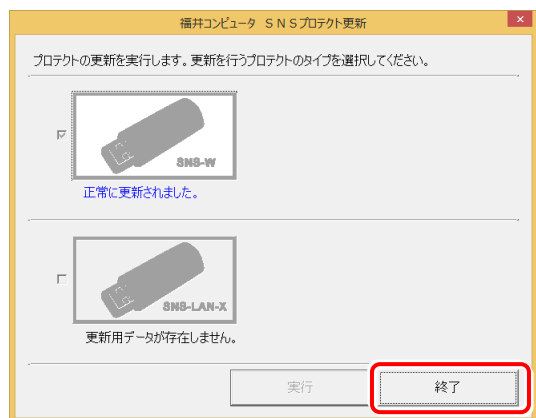 福井コンピュータ ＳＮＳプロテクト更新
プロテクトの更新を実行します。更新を行うプロテクトのタイプを選択してください。
SNS-W
正常に更新されました。
SNS-LAN-X
更新用データが存在しません。
実行
終了